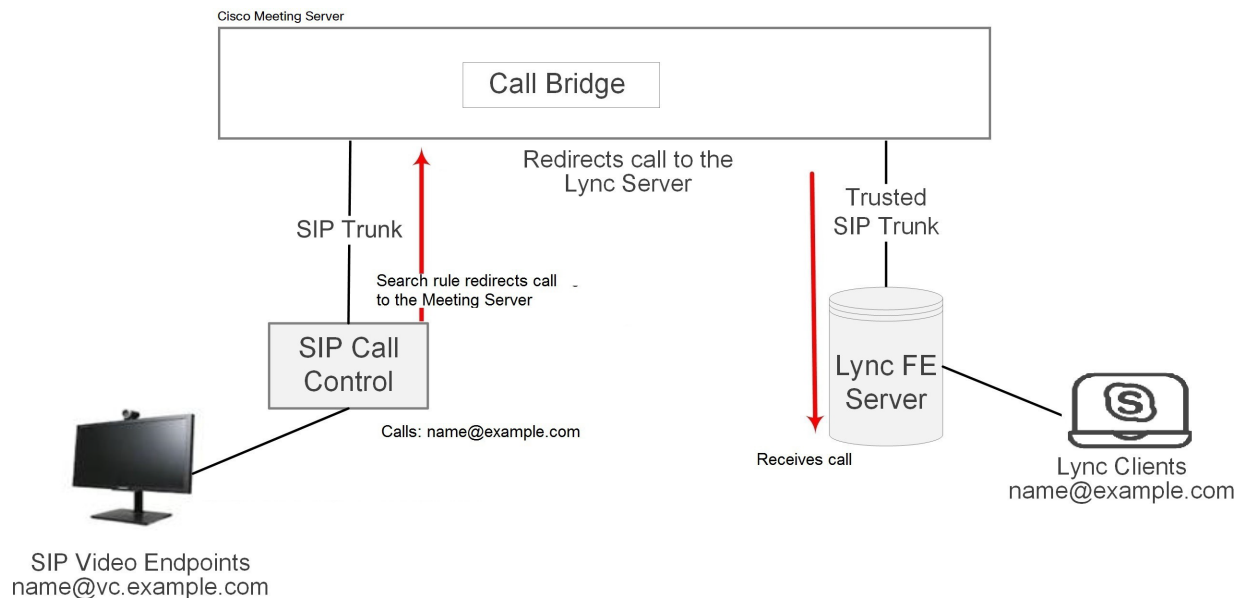 Cisco Meeting Server
Call Bridge
Redirects call to the
Lync Server
SIP Trunk
Trusted
SIP Trunk
Search rule redirects call
to the Meeting Server
SIP Call
Control
Lync FE
Server
Calls: name@example.com
Receives call
S
Lync Clients
name@example.com
SIP Video Endpoints
name@vc.example.com